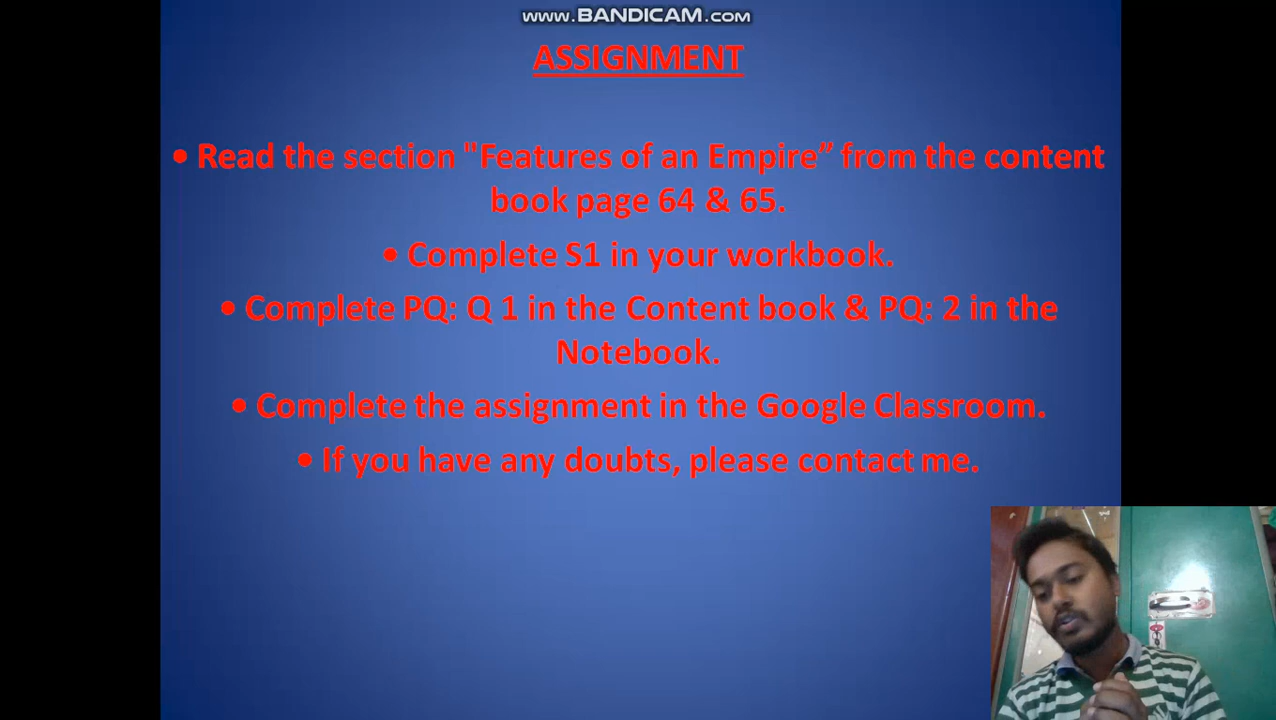 www.BANDICAM.com
ASSIGNMENT
• Read the section "Features of an Empire” from the content
book page 64 & 65.
• Complete S1 in your workbook.
• Complete PQ: Q 1 in the Content book & PQ: 2 in the
Notebook.
• Complete the assignment in the Google Classroom.
• If you have any doubts, please contact me.